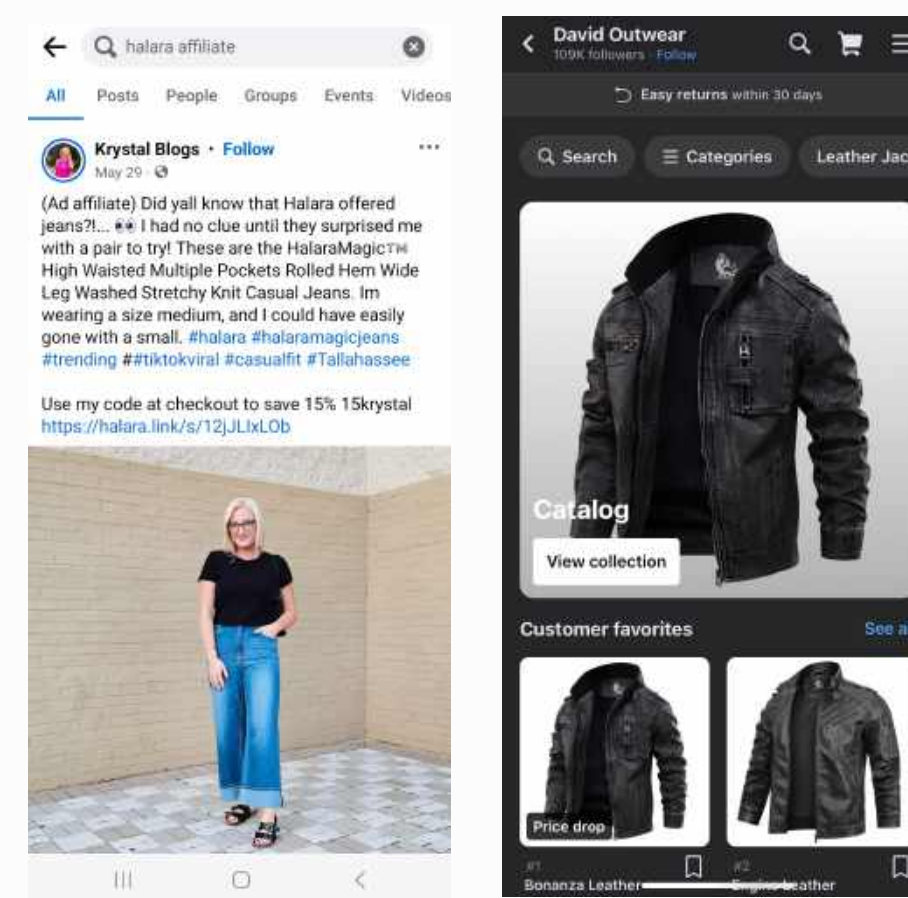 halara affiliate
All Posts People Groups Events Videos
Krystal Blogs • Follow
May 29 ·
(Ad affiliate) Did yall know that Halara offered
jeans?!... 👀 I had no clue until they surprised me
with a pair to try! These are the HalaraMagic™
High Waisted Multiple Pockets Rolled Hem Wide
Leg Washed Stretchy Knit Casual Jeans. Im
wearing a size medium, and I could have easily
gone with a small. #halara #halaramagicjeans
#trending ##tiktokviral #casualfit #Tallahassee
Use my code at checkout to save 15% 15krystal
https://halara.link/s/12jJLIxLOb
David Outwear
109K followers · Follow
Easy returns within 30 days
Search Categories Leather Jac
Catalog
View collection
Customer favorites See a
Price drop
#1 #2
Bonanza Leather